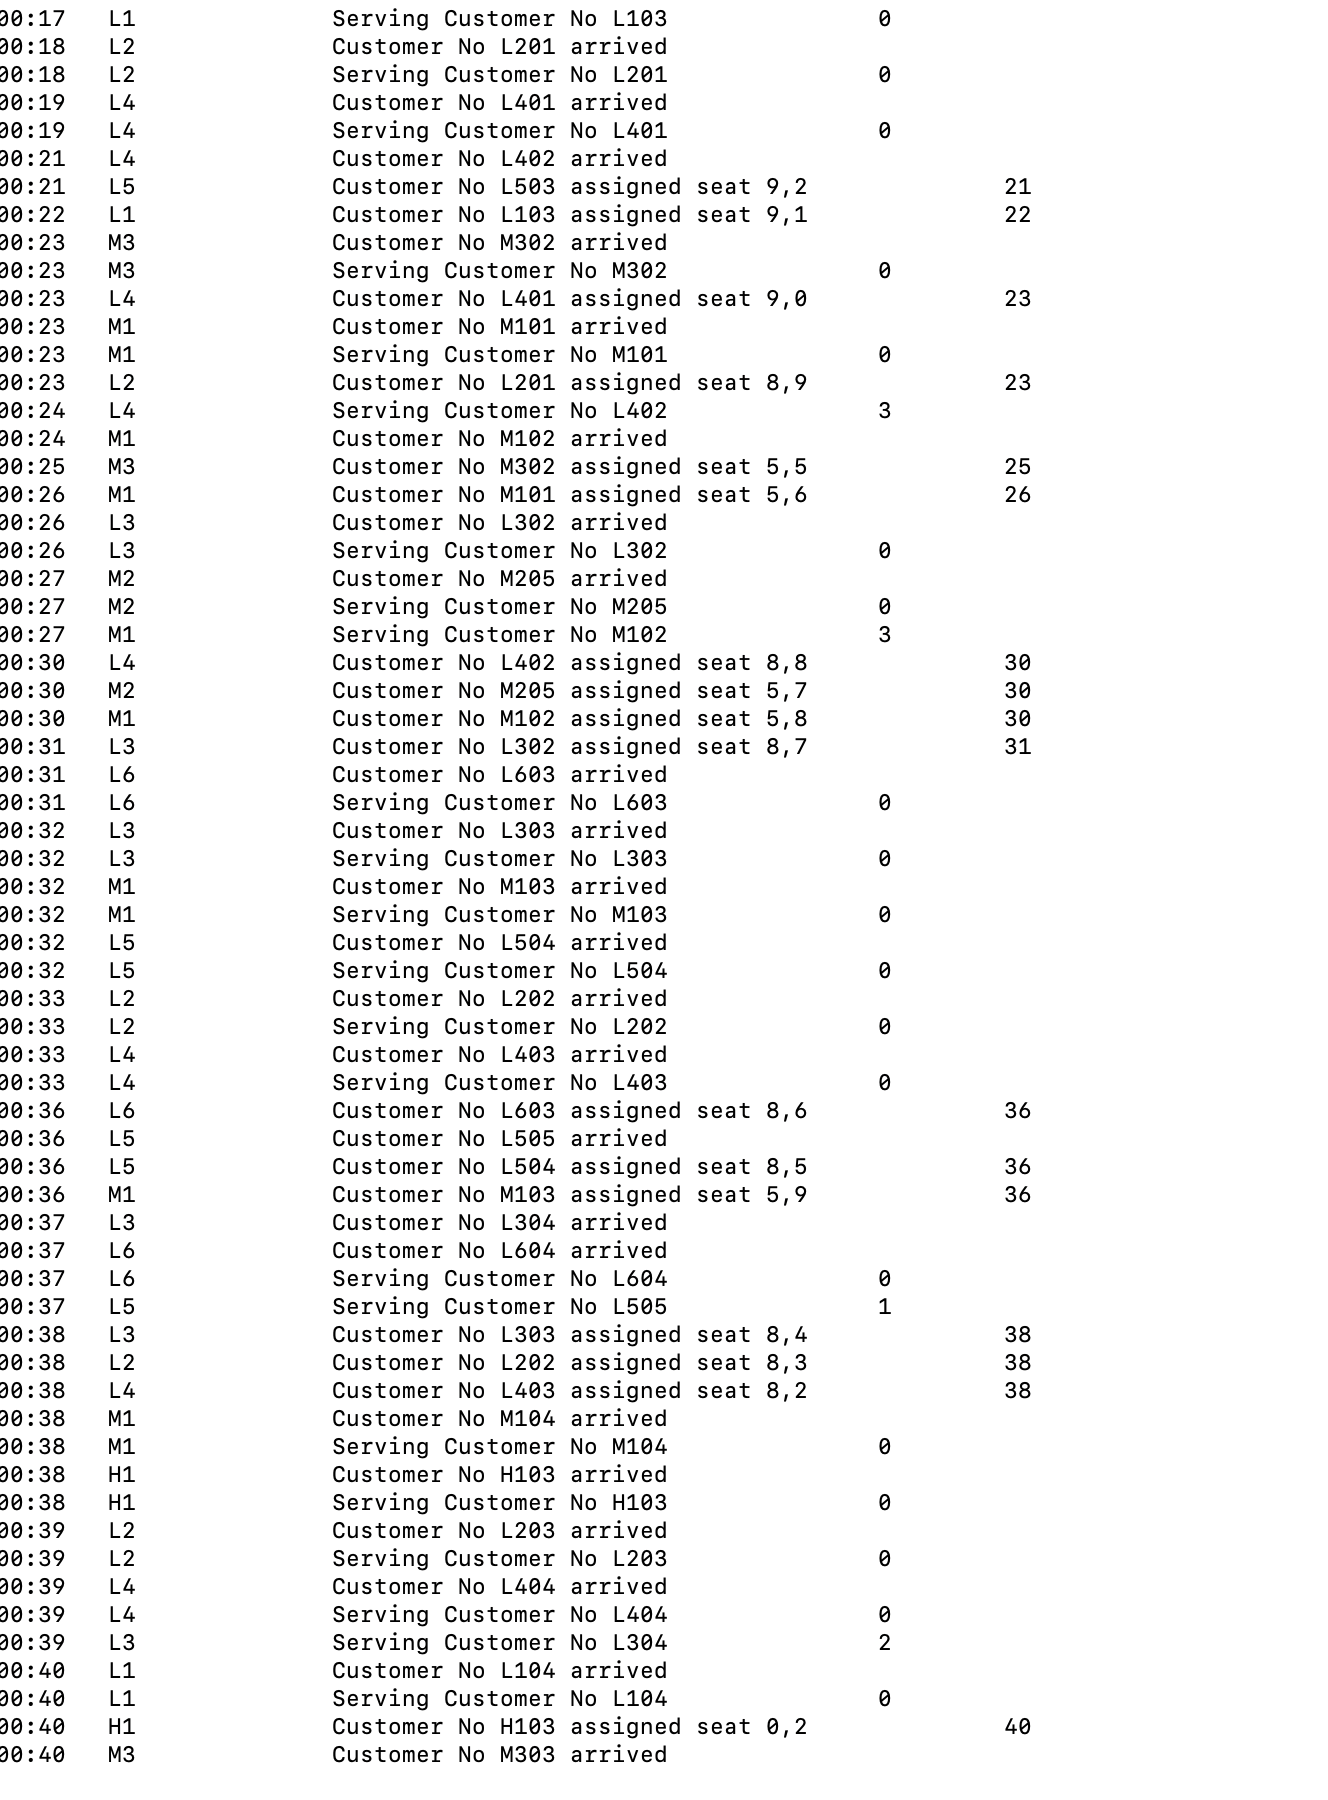 00:17 L1 Serving Customer No L103 0
00:18 L2 Customer No L201 arrived
00:18 L2 Serving Customer No L201 0
00:19 L4 Customer No L401 arrived
00:19 L4 Serving Customer No L401 0
00:21 L4 Customer No L402 arrived
00:21 L5 Customer No L503 assigned seat 9,2 21
00:22 L1 Customer No L103 assigned seat 9,1 22
00:23 M3 Customer No M302 arrived
00:23 M3 Serving Customer No M302 0
00:23 L4 Customer No L401 assigned seat 9,0 23
00:23 M1 Customer No M101 arrived
00:23 M1 Serving Customer No M101 0
00:23 L2 Customer No L201 assigned seat 8,9 23
00:24 L4 Serving Customer No L402 3
00:24 M1 Customer No M102 arrived
00:25 M3 Customer No M302 assigned seat 5,5 25
00:26 M1 Customer No M101 assigned seat 5,6 26
00:26 L3 Customer No L302 arrived
00:26 L3 Serving Customer No L302 0
00:27 M2 Customer No M205 arrived
00:27 M2 Serving Customer No M205 0
00:27 M1 Serving Customer No M102 3
00:30 L4 Customer No L402 assigned seat 8,8 30
00:30 M2 Customer No M205 assigned seat 5,7 30
00:30 M1 Customer No M102 assigned seat 5,8 30
00:31 L3 Customer No L302 assigned seat 8,7 31
00:31 L6 Customer No L603 arrived
00:31 L6 Serving Customer No L603 0
00:32 L3 Customer No L303 arrived
00:32 L3 Serving Customer No L303 0
00:32 M1 Customer No M103 arrived
00:32 M1 Serving Customer No M103 0
00:32 L5 Customer No L504 arrived
00:32 L5 Serving Customer No L504 0
00:33 L2 Customer No L202 arrived
00:33 L2 Serving Customer No L202 0
00:33 L4 Customer No L403 arrived
00:33 L4 Serving Customer No L403 0
00:36 L6 Customer No L603 assigned seat 8,6 36
00:36 L5 Customer No L505 arrived
00:36 L5 Customer No L504 assigned seat 8,5 36
00:36 M1 Customer No M103 assigned seat 5,9 36
00:37 L3 Customer No L304 arrived
00:37 L6 Customer No L604 arrived
00:37 L6 Serving Customer No L604 0
00:37 L5 Serving Customer No L505 1
00:38 L3 Customer No L303 assigned seat 8,4 38
00:38 L2 Customer No L202 assigned seat 8,3 38
00:38 L4 Customer No L403 assigned seat 8,2 38
00:38 M1 Customer No M104 arrived
00:38 M1 Serving Customer No M104 0
00:38 H1 Customer No H103 arrived
00:38 H1 Serving Customer No H103 0
00:39 L2 Customer No L203 arrived
00:39 L2 Serving Customer No L203 0
00:39 L4 Customer No L404 arrived
00:39 L4 Serving Customer No L404 0
00:39 L3 Serving Customer No L304 2
00:40 L1 Customer No L104 arrived
00:40 L1 Serving Customer No L104 0
00:40 H1 Customer No H103 assigned seat 0,2 40
00:40 M3 Customer No M303 arrived